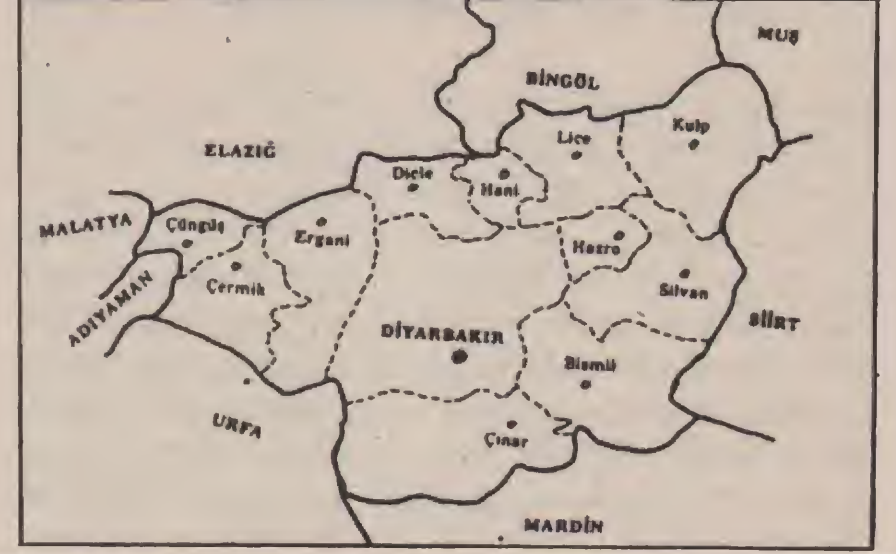 MUŞ
BİNGÖL
Kulp
Lice
ELAZIĞ
Dicle
Hani
MALATYA
Çüngüş
Ergani
Hazro
Çermik
Silvan
ADIYAMAN
SİİRT
DİYARBAKIR
Bismil
URFA
Çınar
MARDİN